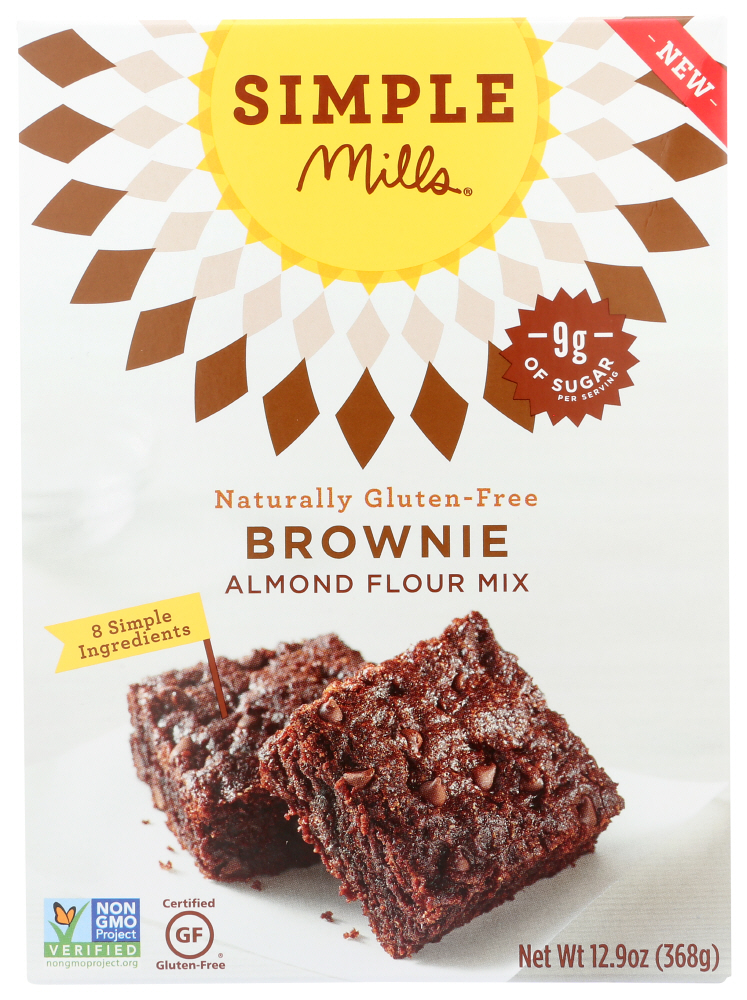 SIMPLE
Mills®
- NEW -
- 9g -
OF SUGAR
PER SERVING
Naturally Gluten-Free
BROWNIE
ALMOND FLOUR MIX
8 Simple
Ingredients
NON
GMO
Project
VERIFIED
nongmoproject.org
Certified
GF
®
Gluten-Free
Net Wt 12.9oz (368g)